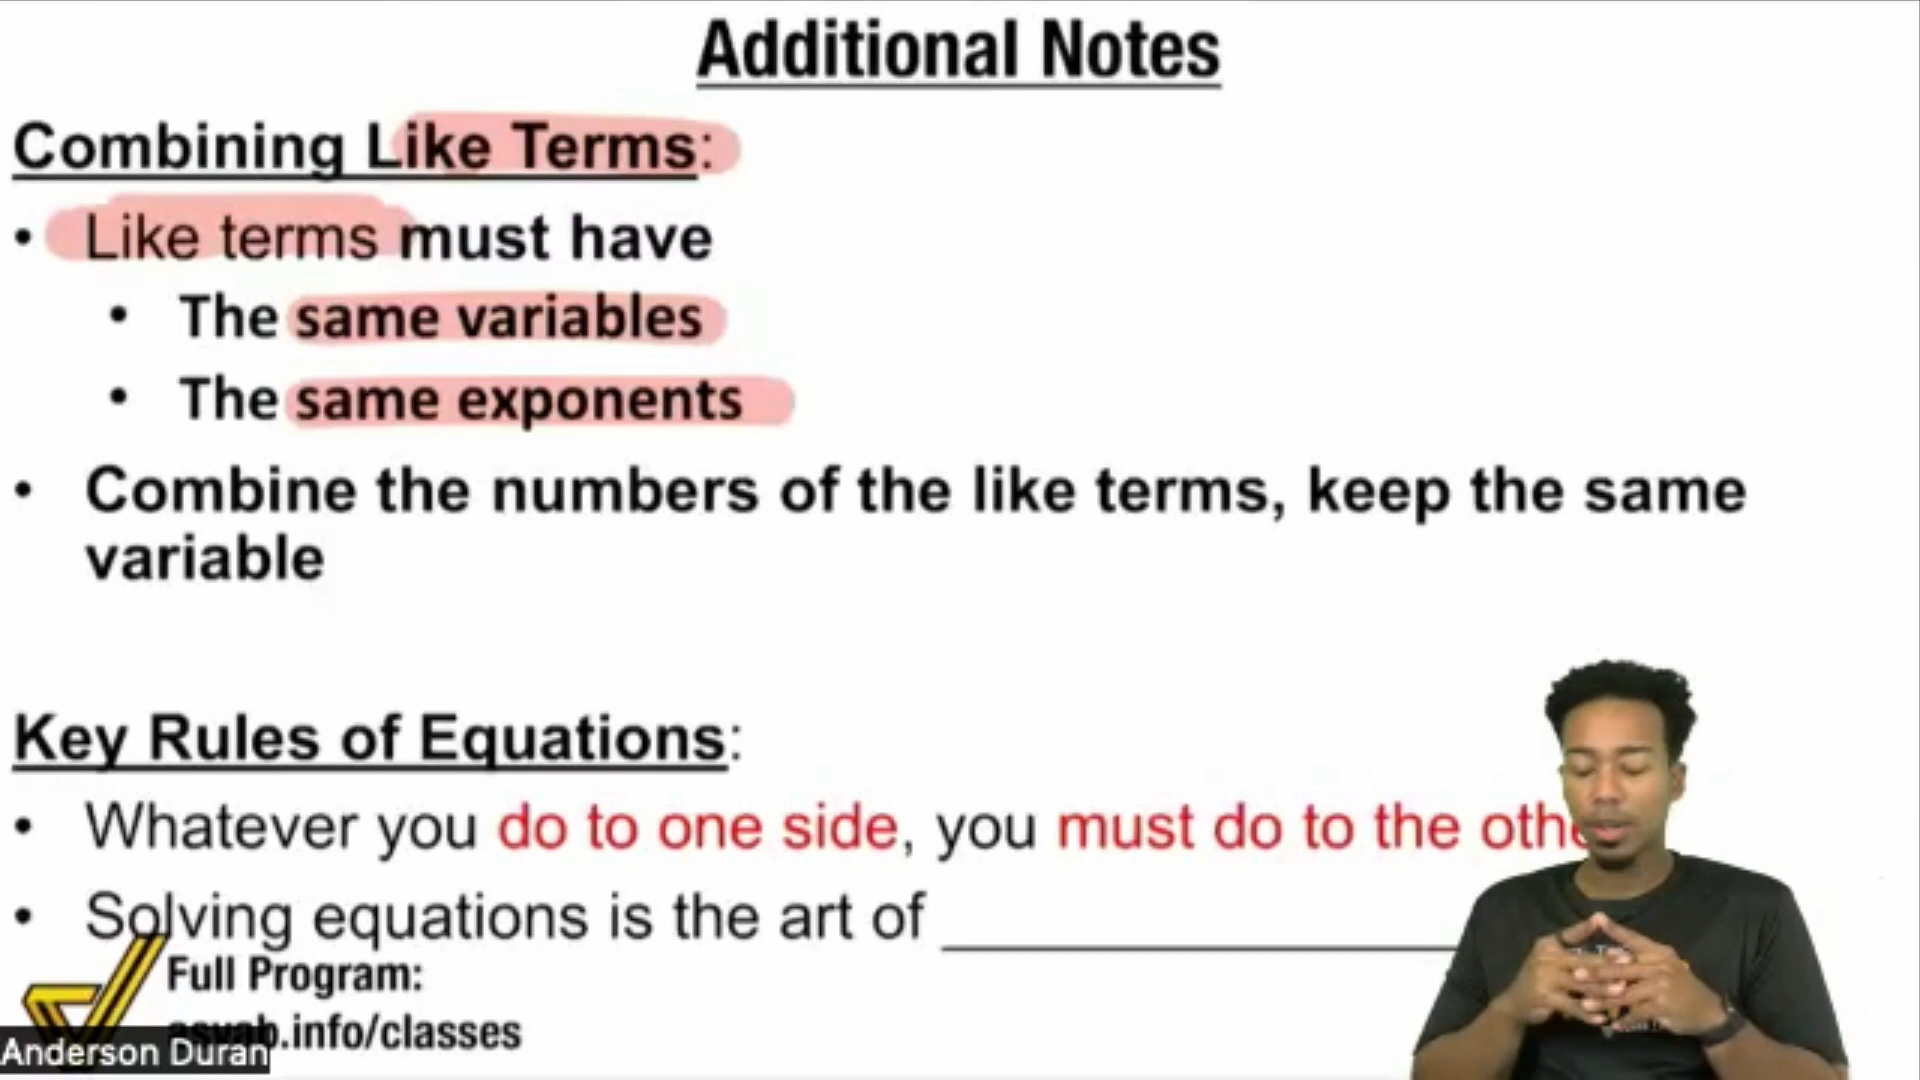 Additional Notes
Combining Like Terms:
• Like terms must have
• The same variables
• The same exponents
• Combine the numbers of the like terms, keep the same
variable
Key Rules of Equations:
• Whatever you do to one side, you must do to the
• Solving equations is the art of
Full Program:
asvab.info/classes
Anderson Duran